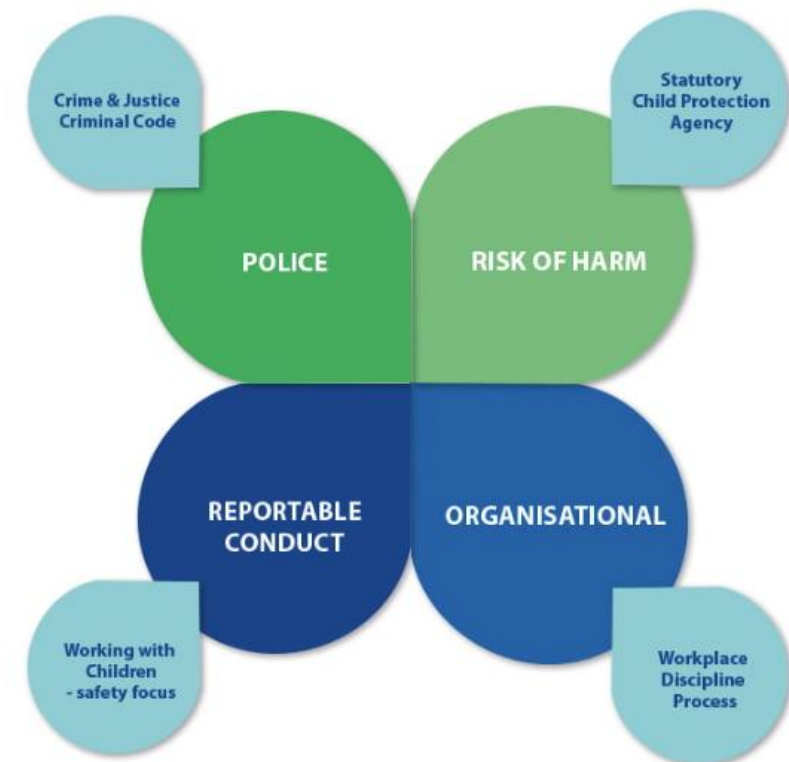 Crime & Justice
Criminal Code
Statutory
Child Protection
Agency
POLICE
RISK OF HARM
REPORTABLE
CONDUCT
ORGANISATIONAL
Working with
Children
- safety focus
Workplace
Discipline
Process